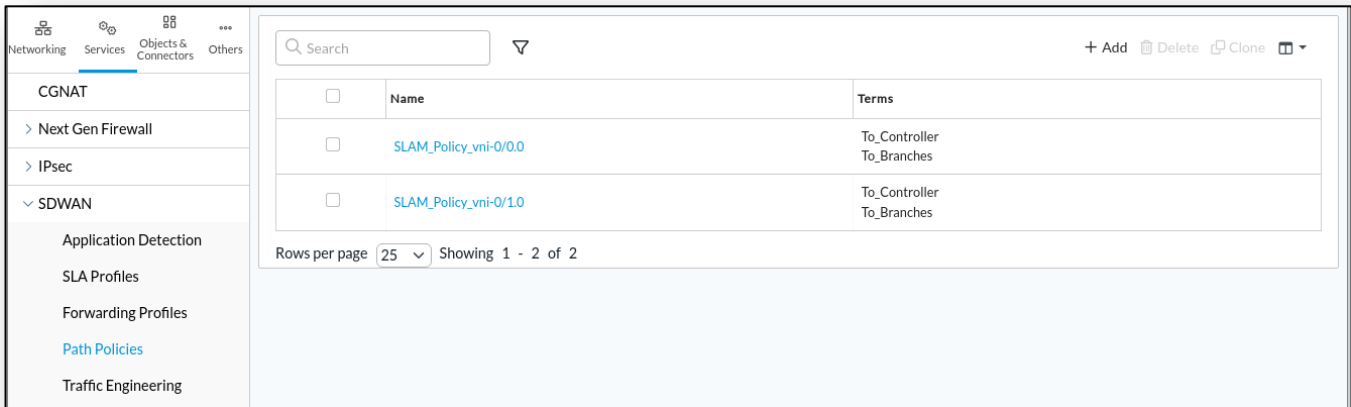 Networking
Services
Objects &
Connectors
Others
CGNAT
Next Gen Firewall
IPsec
SDWAN
Application Detection
SLA Profiles
Forwarding Profiles
Path Policies
Traffic Engineering
Search
+ Add Delete Clone
Name Terms
SLAM_Policy_vni-0/0.0 To_Controller
To_Branches
SLAM_Policy_vni-0/1.0 To_Controller
To_Branches
Rows per page 25 Showing 1 - 2 of 2